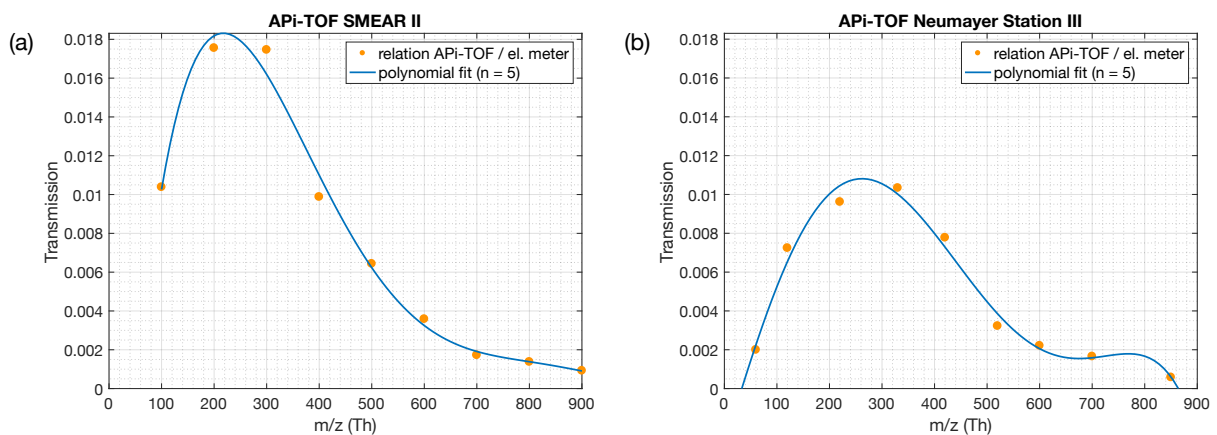 (a)
APi-TOF SMEAR II
relation APi-TOF / el. meter
polynomial fit (n = 5)
Transmission
0.018
0.016
0.014
0.012
0.01
0.008
0.006
0.004
0.002
0
0 100 200 300 400 500 600 700 800 900
m/z (Th)
(b)
APi-TOF Neumayer Station III
relation APi-TOF / el. meter
polynomial fit (n = 5)
Transmission
0.018
0.016
0.014
0.012
0.01
0.008
0.006
0.004
0.002
0
0 100 200 300 400 500 600 700 800 900
m/z (Th)